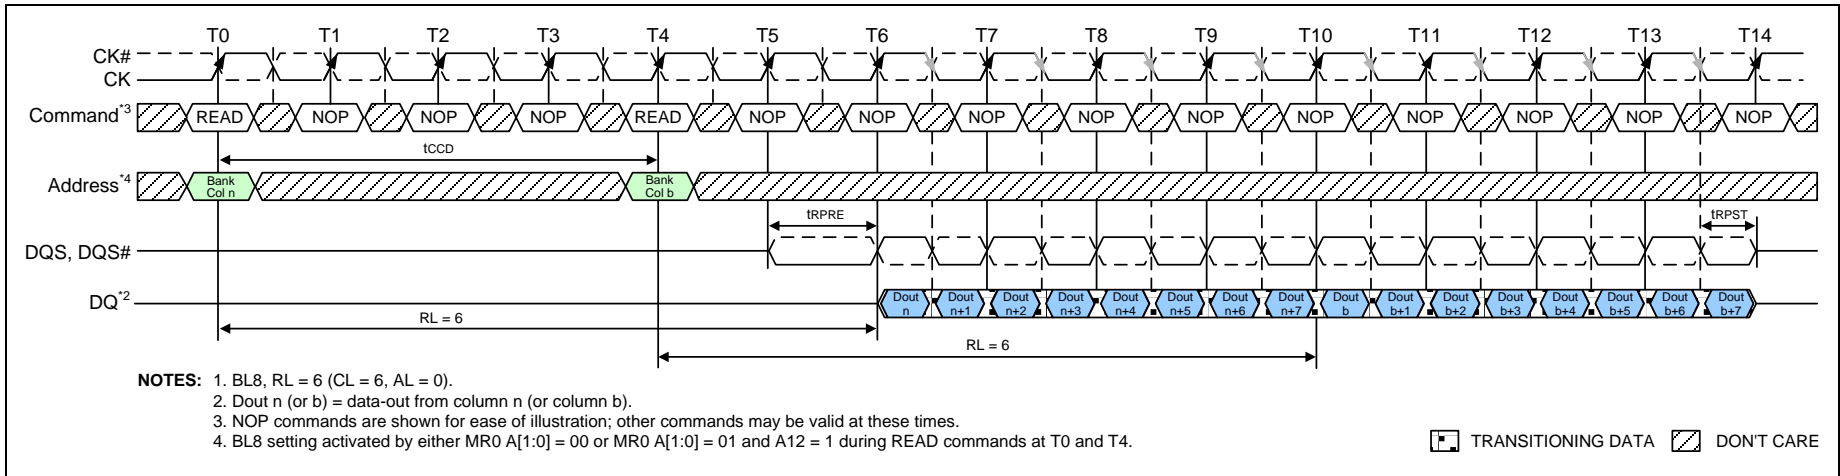 T0 T1 T2 T3 T4 T5 T6 T7 T8 T9 T10 T11 T12 T13 T14
CK#
CK
Command*3 READ NOP NOP NOP READ NOP NOP NOP NOP NOP NOP NOP NOP NOP NOP
tCCD
Address*4 Bank Col n Bank Col b
tRPRE tRPST
DQS, DQS#
DQ*2 Dout n Dout n+1 Dout n+2 Dout n+3 Dout n+4 Dout n+5 Dout n+6 Dout n+7 Dout b Dout b+1 Dout b+2 Dout b+3 Dout b+4 Dout b+5 Dout b+6 Dout b+7
RL = 6
RL = 6
NOTES: 1. BL8, RL = 6 (CL = 6, AL = 0).
2. Dout n (or b) = data-out from column n (or column b).
3. NOP commands are shown for ease of illustration; other commands may be valid at these times.
4. BL8 setting activated by either MR0 A[1:0] = 00 or MR0 A[1:0] = 01 and A12 = 1 during READ commands at T0 and T4.
TRANSITIONING DATA DON'T CARE